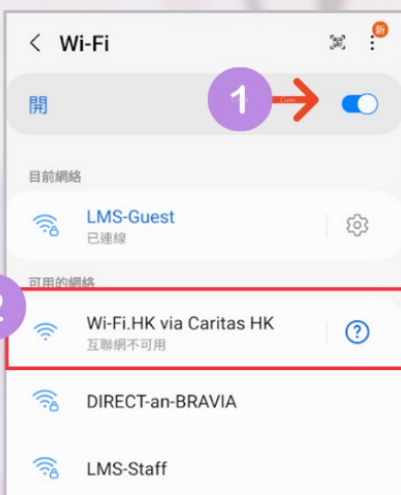 < Wi-Fi
新
開
1
目前網絡
LMS-Guest
已連線
可用的網絡
2
Wi-Fi.HK via Caritas HK
互聯網不可用
?
DIRECT-an-BRAVIA
LMS-Staff